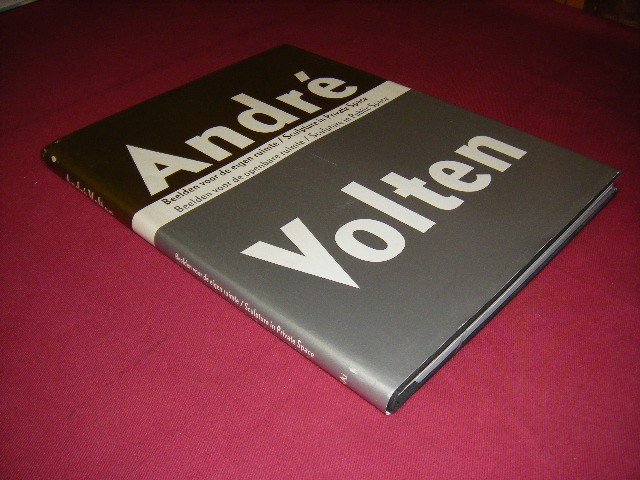 André
Beelden voor de eigen ruimte / Sculpture in Private Space
Beelden voor de openbare ruimte / Sculpture in Public Space
Volten
Beelden voor de eigen ruimte / Sculpture in Private Space